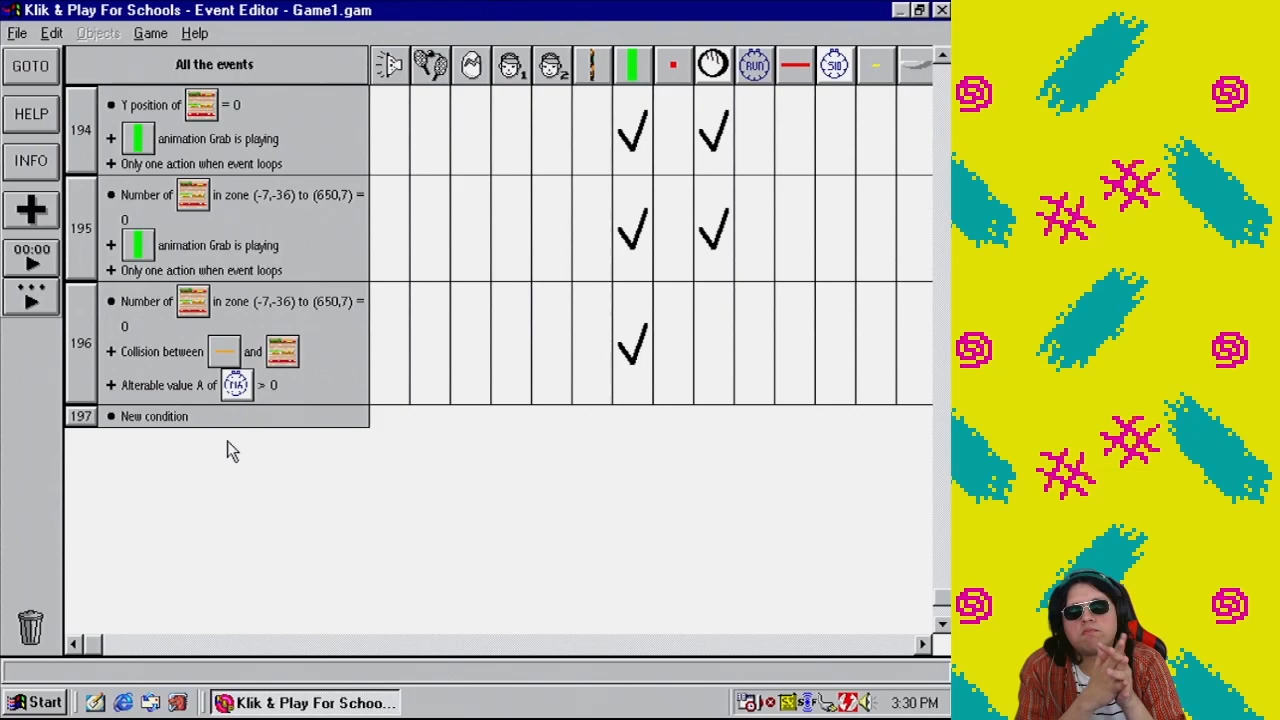 Klik & Play For Schools - Event Editor - Game1.gam
File Edit Objects Game Help
GOTO
All the events
1
2
RUN
HELP
194
Y position of = 0
+ animation Grab is playing
+ Only one action when event loops
INFO
195
Number of in zone (-7,-36) to (650,7) =
0
+ animation Grab is playing
+ Only one action when event loops
00:00
196
Number of in zone (-7,-36) to (650,7) =
0
+ Collision between and
+ Alterable value A of > 0
197
New condition
Start
Klik & Play For Schoo...
3:30 PM